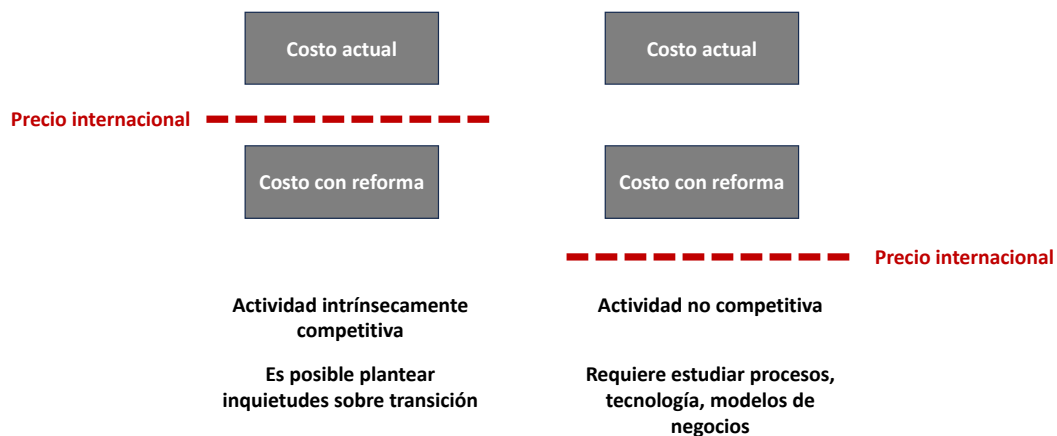 Costo actual
Costo actual
Precio internacional
Costo con reforma
Costo con reforma
Precio internacional
Actividad intrínsecamente
competitiva
Actividad no competitiva
Es posible plantear
inquietudes sobre transición
Requiere estudiar procesos,
tecnología, modelos de
negocios